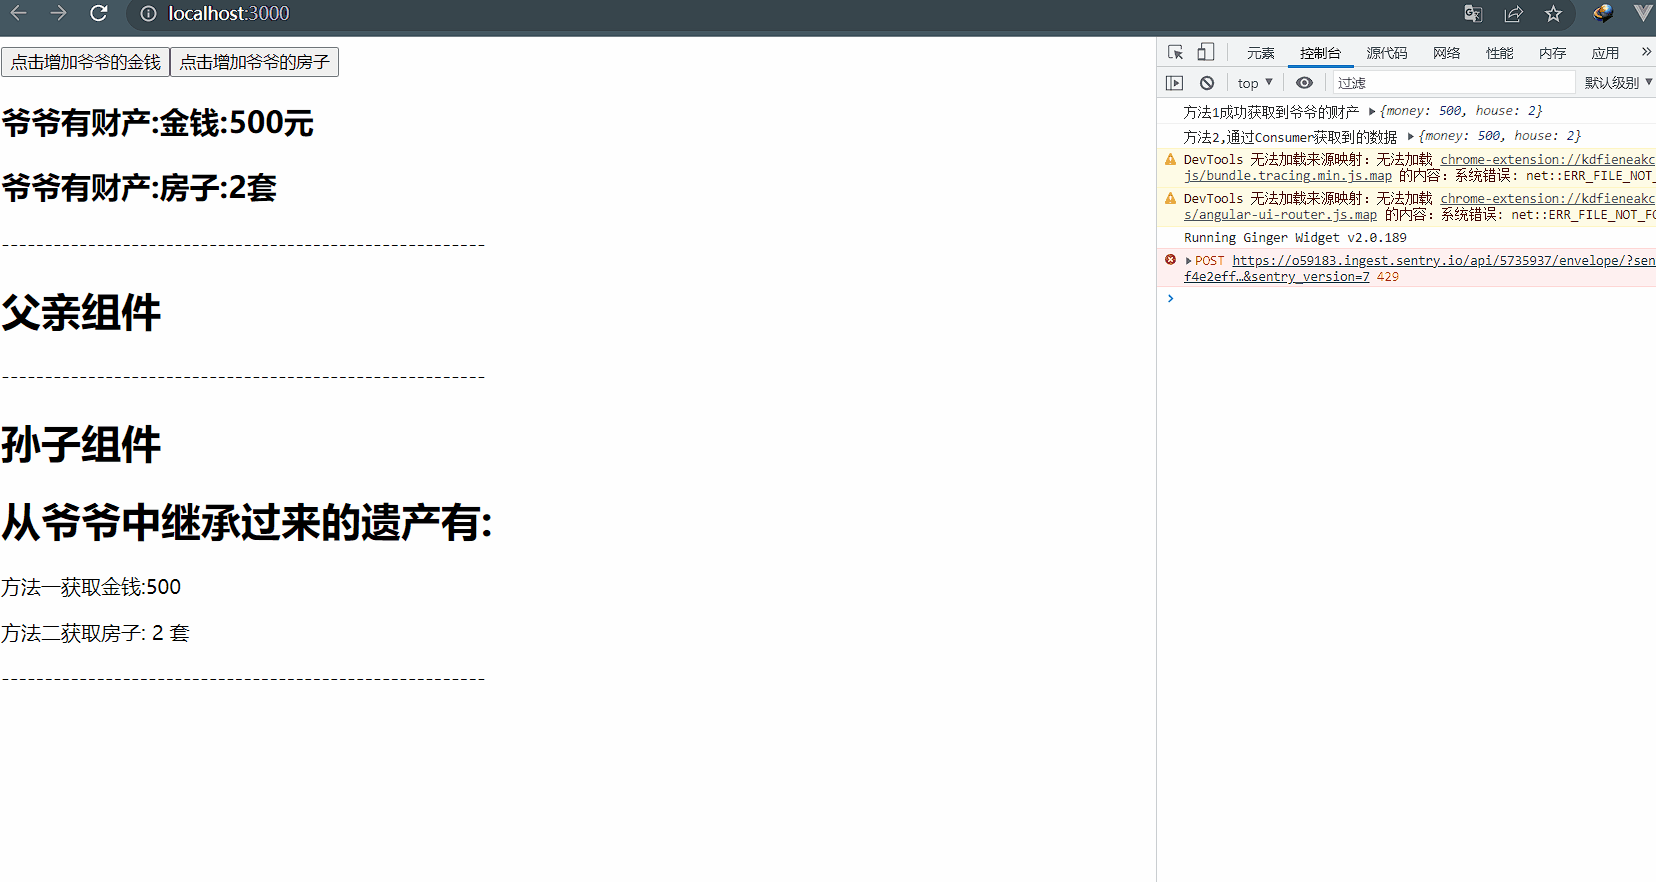 localhost:3000
点击增加爷爷的金钱 点击增加爷爷的房子
爷爷有财产:金钱:500元
爷爷有财产:房子:2套
--------------------------------------------------------
父亲组件
--------------------------------------------------------
孙子组件
从爷爷中继承过来的遗产有:
方法一获取金钱:500
方法二获取房子: 2 套
--------------------------------------------------------
元素 控制台 源代码 网络 性能 内存 应用 »
top ▼ 过滤 默认级别 ▼
方法1成功获取到爷爷的财产 ▶{money: 500, house: 2}
方法2,通过Consumer获取到的数据 ▶{money: 500, house: 2}
DevTools 无法加载来源映射: 无法加载 chrome-extension://kdfieneakc
js/bundle.tracing.min.js.map 的内容: 系统错误: net::ERR_FILE_NOT_
DevTools 无法加载来源映射: 无法加载 chrome-extension://kdfieneakc
s/angular-ui-router.js.map 的内容: 系统错误: net::ERR_FILE_NOT_FO
Running Ginger Widget v2.0.189
▶POST https://o59183.ingest.sentry.io/api/5735937/envelope/?sen
f4e2eff…&sentry_version=7 429